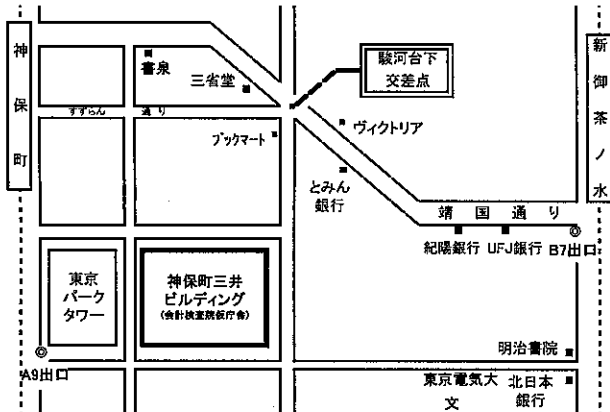 神保町
新御茶ノ水
駿河台下
交差点
書泉
三省堂
すずらん 通り
ブックマート
ヴィクトリア
とみん
銀行
靖国通り
紀陽銀行
UFJ銀行
B7出口
東京
パーク
タワー
神保町三井
ビルディング
(会計検査院仮庁舎)
A9出口
明治書院
東京電気大
文
北日本
銀行